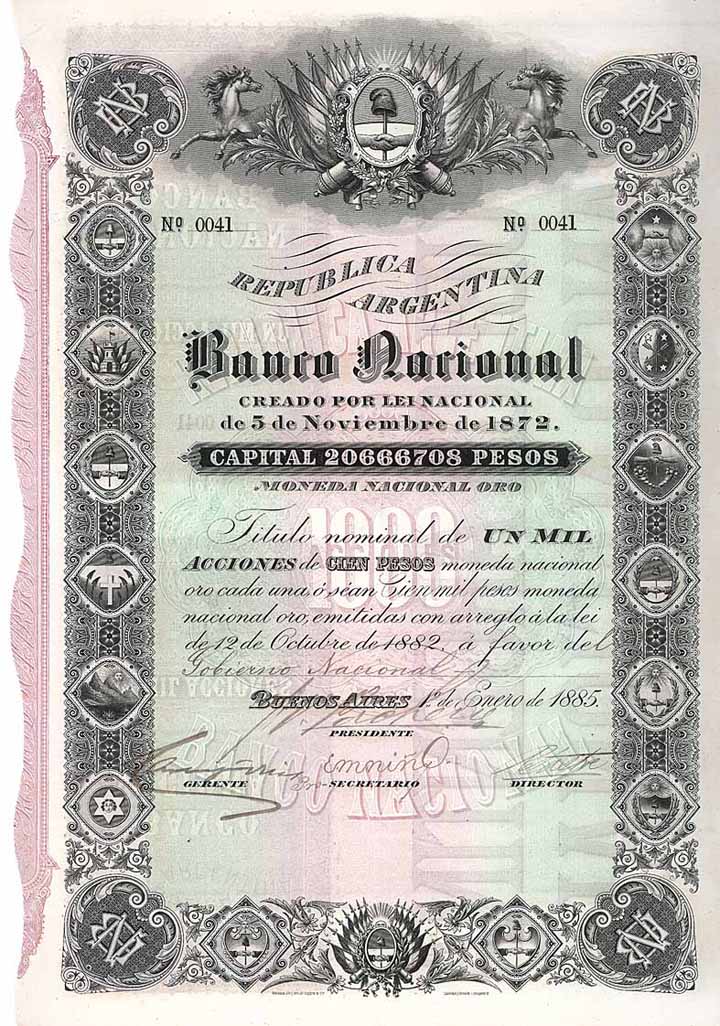 Nº 0041 Nº 0041
REPUBLICA
ARGENTINA
Banco Nacional
CREADO POR LEI NACIONAL
de 5 de Noviembre de 1872.
CAPITAL 20666708 PESOS
MONEDA NACIONAL ORO
Titulo nominal de UN MIL
ACCIONES de CIEN PESOS moneda nacional
oro cada una, ó sean Cien mil pesos moneda
nacional oro, emitidas con arreglo á la lei
de 12 de Octubre de 1882, á favor del
Gobierno Nacional
BUENOS AIRES 1º de Enero de 1885.
PRESIDENTE
GERENTE Pro-SECRETARIO DIRECTOR